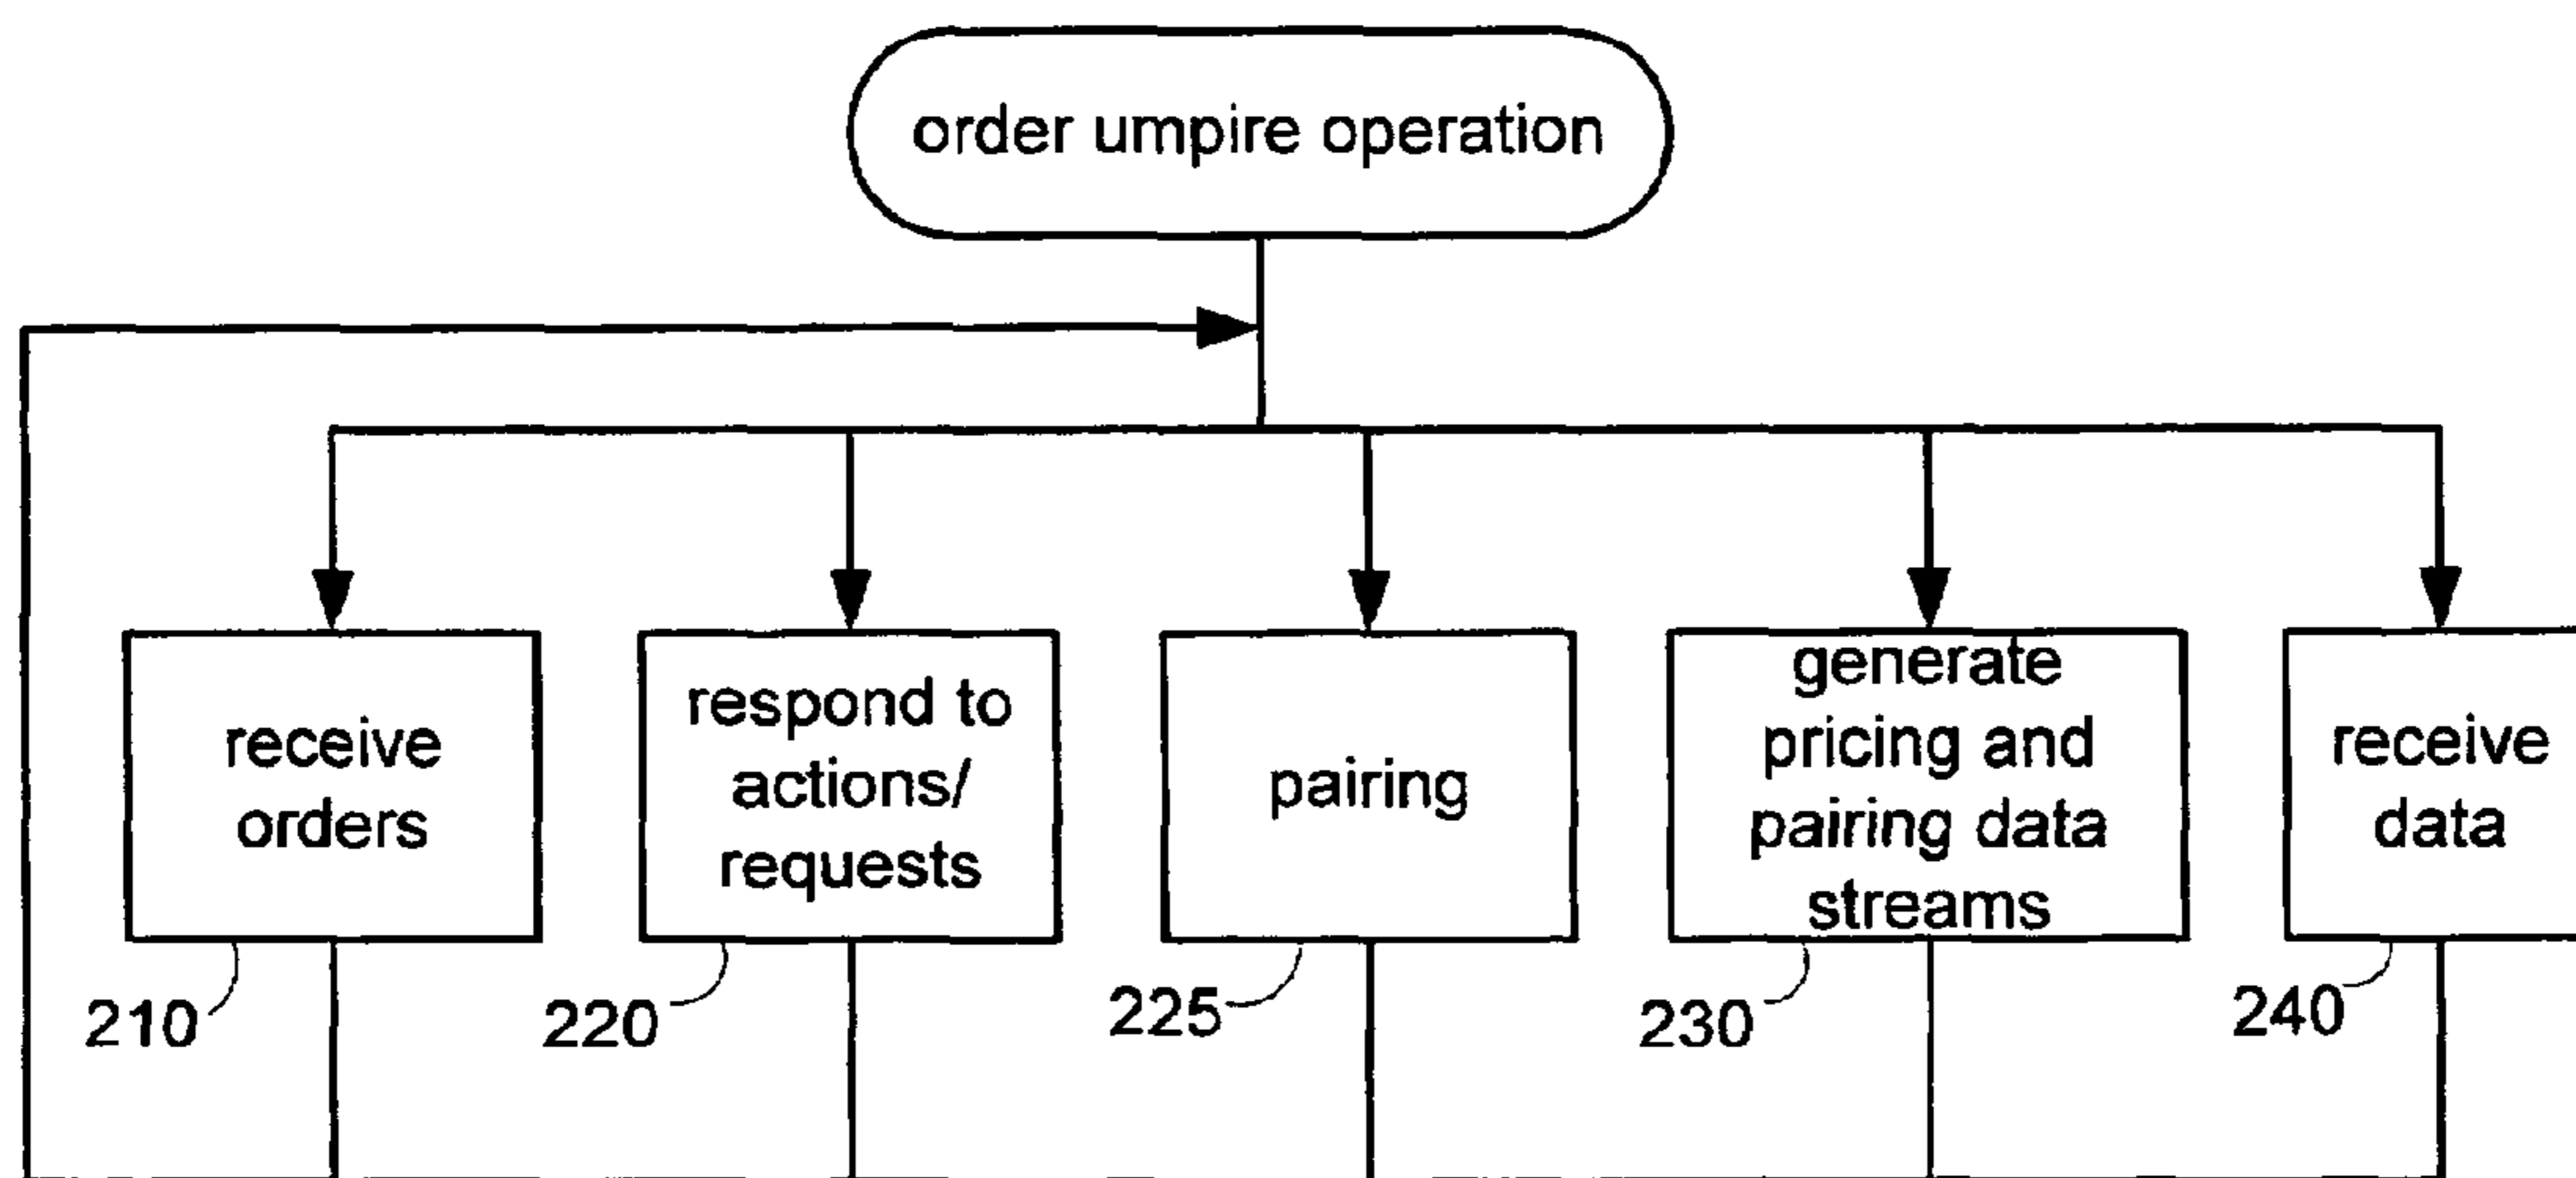 order umpire operation
receive
orders
210
respond to
actions/
requests
220
pairing
225
generate
pricing and
pairing data
streams
230
receive
data
240